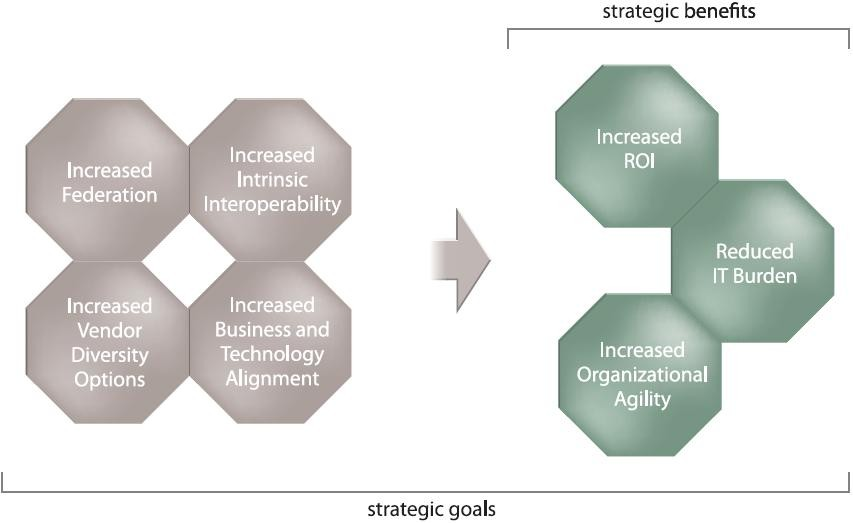 strategic benefits
Increased
Federation
Increased
Intrinsic
Interoperability
Increased
Vendor
Diversity
Options
Increased
Business and
Technology
Alignment
Increased
ROI
Reduced
IT Burden
Increased
Organizational
Agility
strategic goals